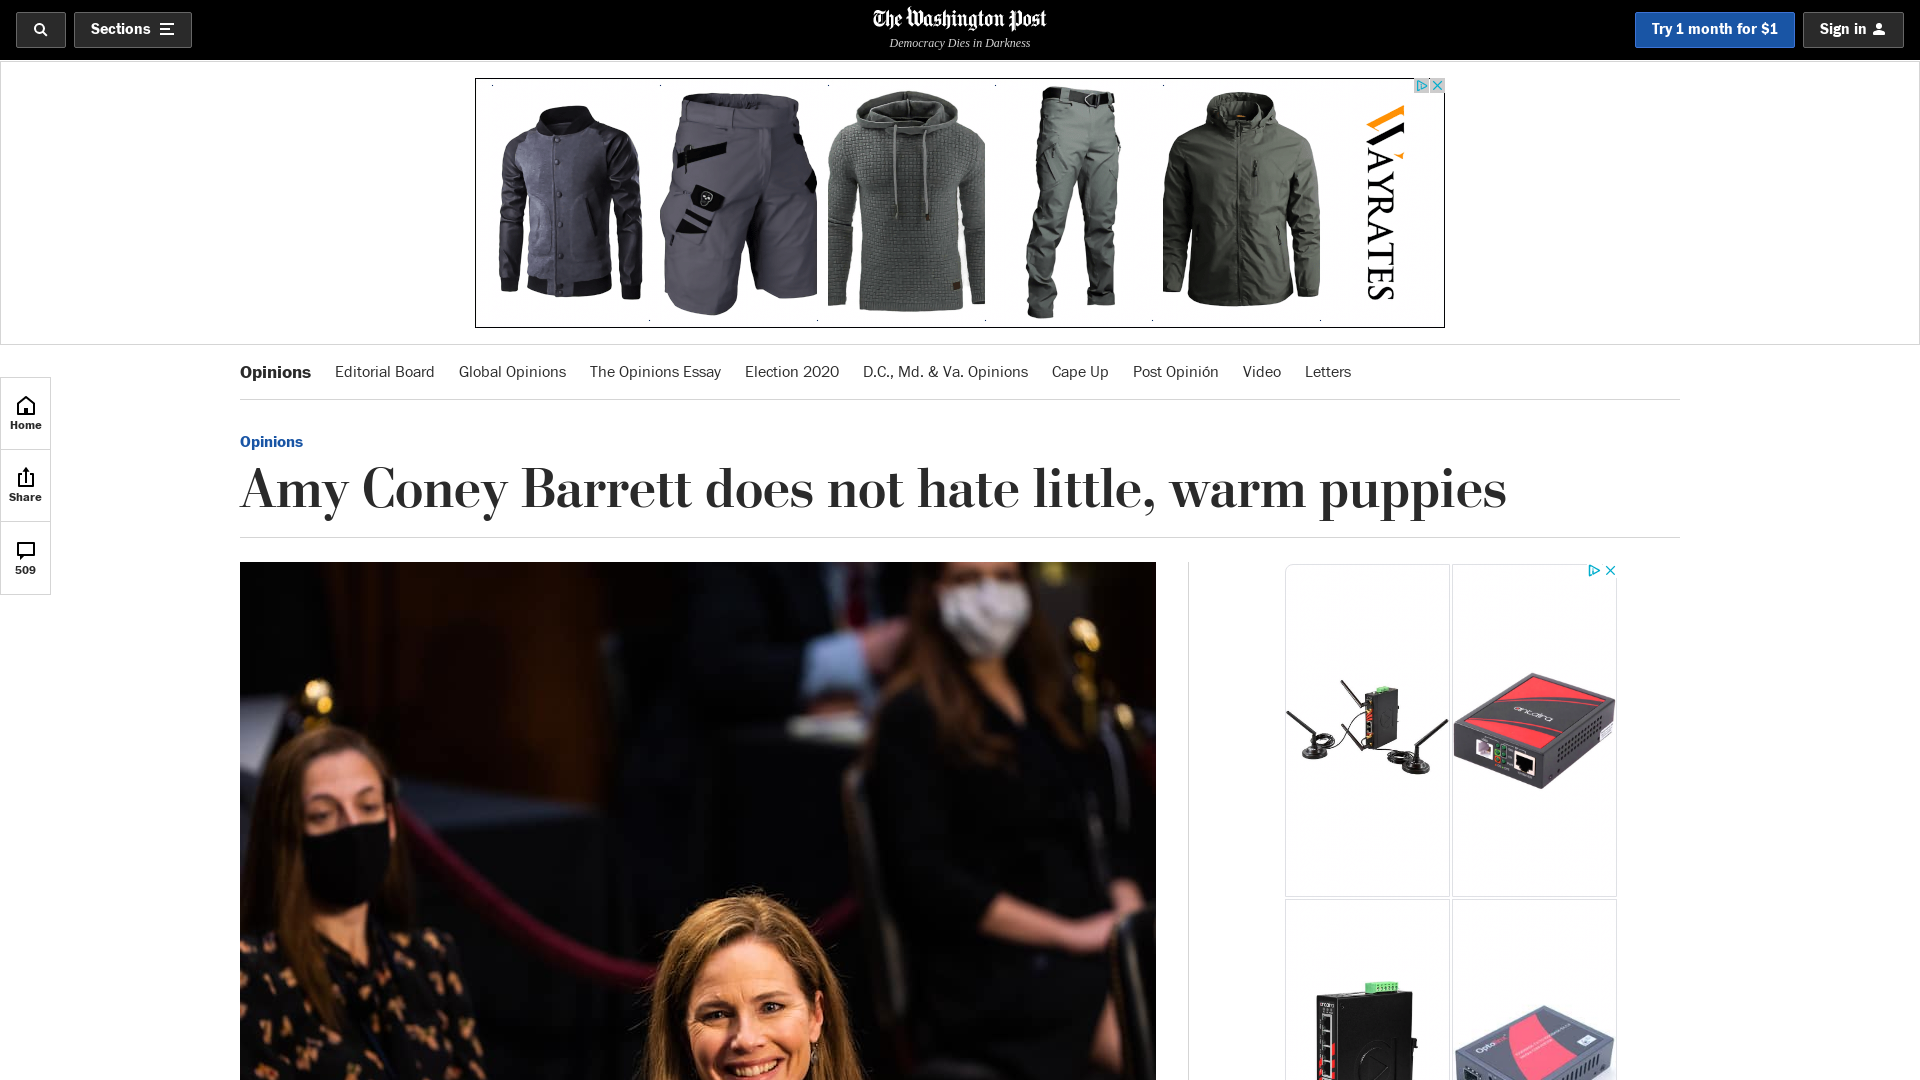 Sections
The Washington Post
Democracy Dies in Darkness
Try 1 month for $1
Sign in
WAYRATES
Opinions
Editorial Board
Global Opinions
The Opinions Essay
Election 2020
D.C., Md. & Va. Opinions
Cape Up
Post Opinión
Video
Letters
Home
Share
509
Opinions
Amy Coney Barrett does not hate little, warm puppies
antaira